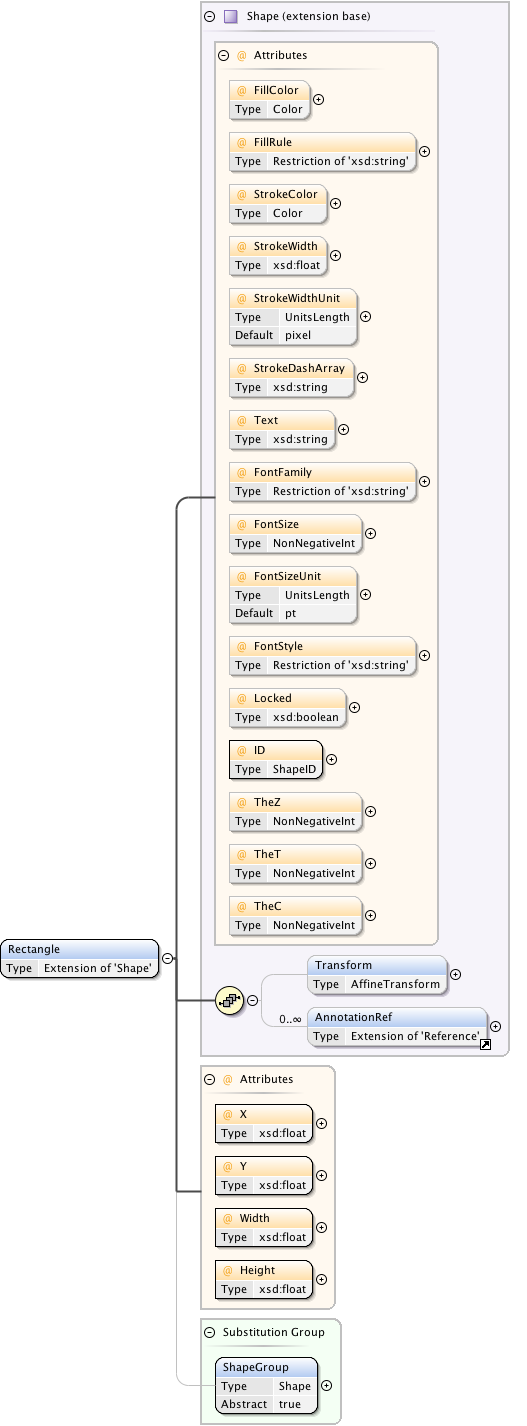 Shape (extension base)
@ Attributes
@ FillColor
Type Color
@ FillRule
Type Restriction of 'xsd:string'
@ StrokeColor
Type Color
@ StrokeWidth
Type xsd:float
@ StrokeWidthUnit
Type UnitsLength
Default pixel
@ StrokeDashArray
Type xsd:string
@ Text
Type xsd:string
@ FontFamily
Type Restriction of 'xsd:string'
@ FontSize
Type NonNegativeInt
@ FontSizeUnit
Type UnitsLength
Default pt
@ FontStyle
Type Restriction of 'xsd:string'
@ Locked
Type xsd:boolean
@ ID
Type ShapeID
@ TheZ
Type NonNegativeInt
@ TheT
Type NonNegativeInt
@ TheC
Type NonNegativeInt
Rectangle
Type Extension of 'Shape'
Transform
Type AffineTransform
0..∞
AnnotationRef
Type Extension of 'Reference'
@ Attributes
@ X
Type xsd:float
@ Y
Type xsd:float
@ Width
Type xsd:float
@ Height
Type xsd:float
Substitution Group
ShapeGroup
Type Shape
Abstract true